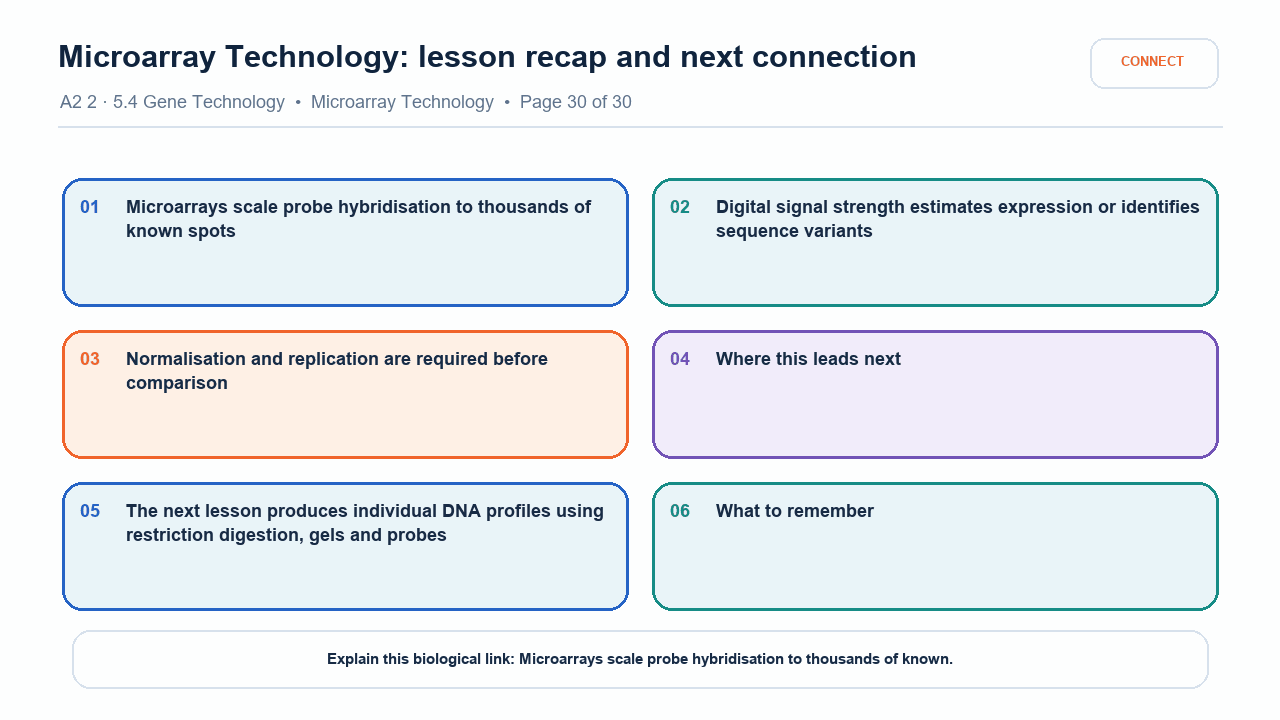 Microarray Technology: lesson recap and next connection
CONNECT
A2 2 · 5.4 Gene Technology • Microarray Technology • Page 30 of 30
01 Microarrays scale probe hybridisation to thousands of
known spots
02 Digital signal strength estimates expression or identifies
sequence variants
03 Normalisation and replication are required before
comparison
04 Where this leads next
05 The next lesson produces individual DNA profiles using
restriction digestion, gels and probes
06 What to remember
Explain this biological link: Microarrays scale probe hybridisation to thousands of known.